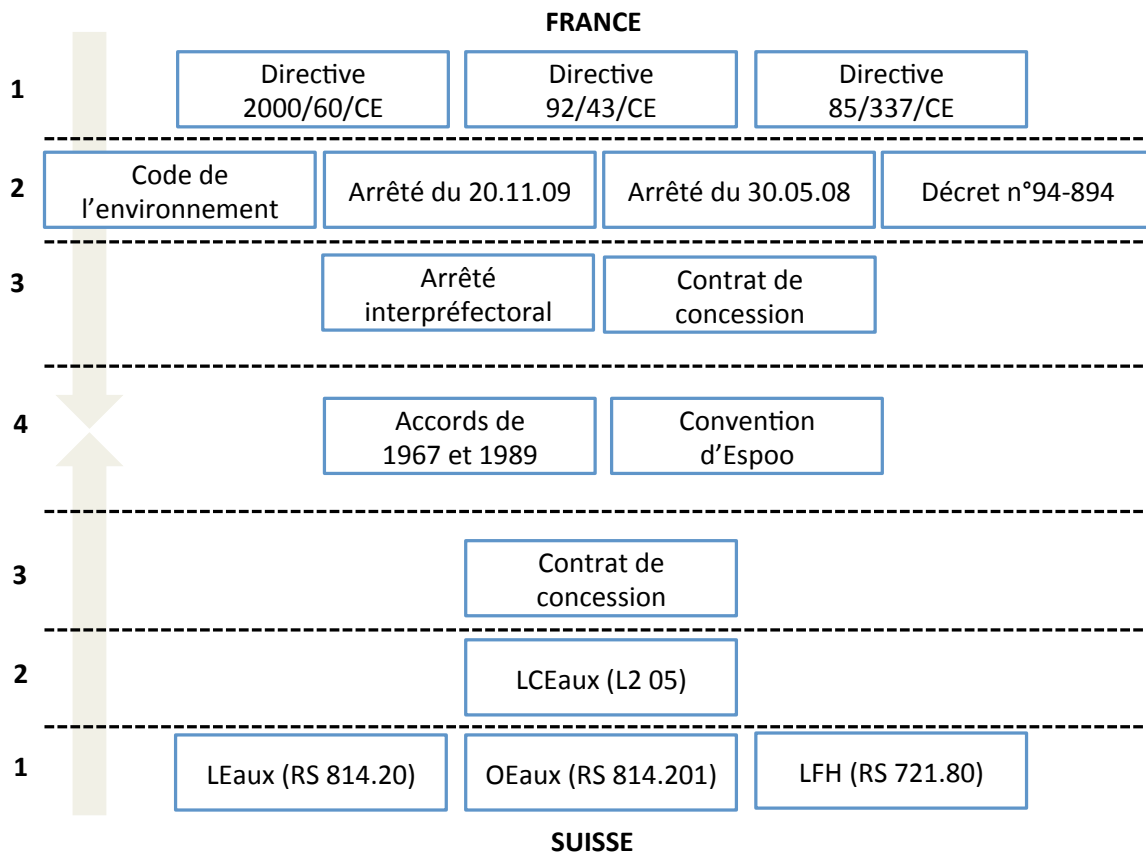 FRANCE
1
Directive
2000/60/CE
Directive
92/43/CE
Directive
85/337/CE
2
Code de
l'environnement
Arrêté du 20.11.09
Arrêté du 30.05.08
Décret n°94-894
3
Arrêté
interpréfectoral
Contrat de
concession
4
Accords de
1967 et 1989
Convention
d'Espoo
3
Contrat de
concession
2
LCEaux (L2 05)
1
LEaux (RS 814.20)
OEaux (RS 814.201)
LFH (RS 721.80)
SUISSE